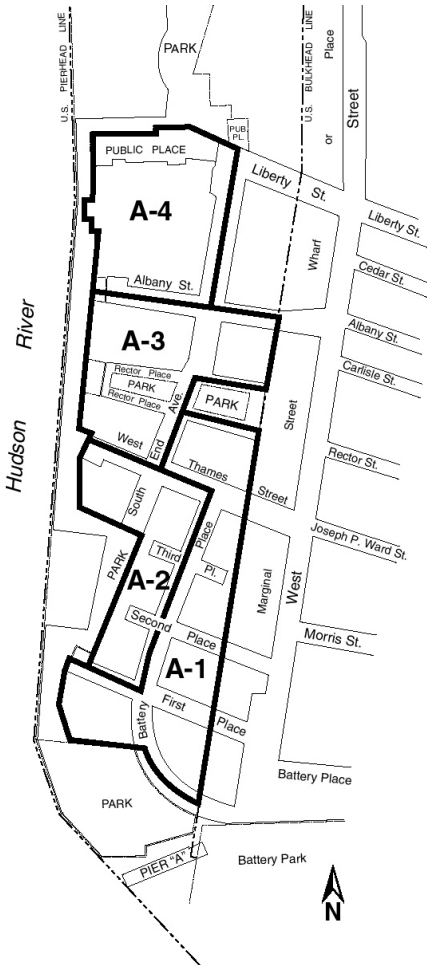 U.S. PIERHEAD LINE
PARK
U.S. BULKHEAD LINE
Place
or
Street
PUB.
PL.
PUBLIC PLACE
Liberty St.
A-4
Liberty St.
Wharf
Cedar St.
Albany St.
Albany St.
A-3
River
Carlisle St.
Rector Place
PARK
Rector Place
Ave.
PARK
Street
Hudson
West
End
Rector St.
Thames
Street
South
Place
Joseph P. Ward St.
Third
Pl.
PARK
A-2
Marginal
West
Second
Place
Morris St.
A-1
First
Place
Battery
Battery Place
PARK
PIER "A"
Battery Park
N